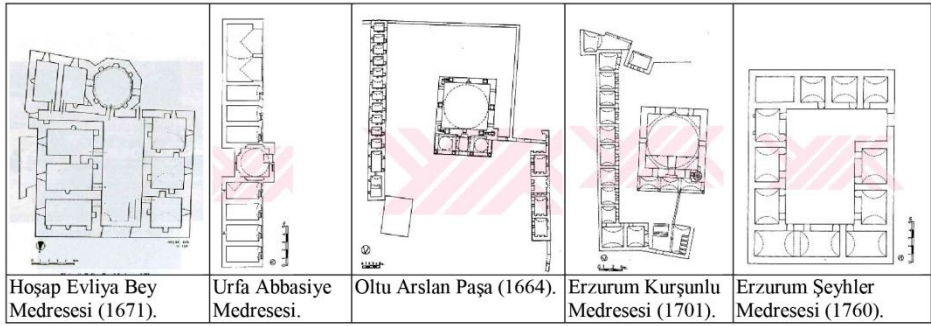 Hoşap Evliya Bey
Medresesi (1671).
Urfa Abbasiye
Medresesi.
Oltu Arslan Paşa (1664).
Erzurum Kurşunlu
Medresesi (1701).
Erzurum Şeyhler
Medresesi (1760).